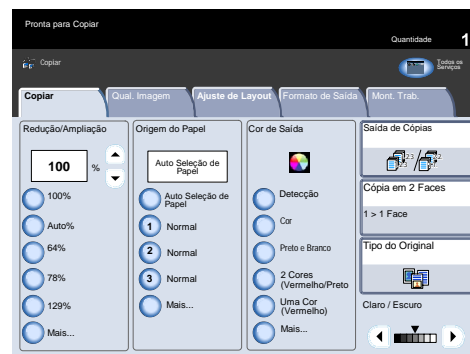 Pronta para Copiar
Quantidade 1
Copiar
Todos os
Serviços
Copiar
Qual. Imagem
Ajuste de Layout
Formato de Saída
Mont. Trab.
Redução/Ampliação
100 %
100%
Auto%
64%
78%
129%
Mais...
Origem do Papel
Auto Seleção de
Papel
Auto Seleção de
Papel
1 Normal
2 Normal
3 Normal
Mais...
Cor de Saída
Detecção
Cor
Preto e Branco
2 Cores
(Vermelho/Preto
Uma Cor
(Vermelho)
Mais...
Saída de Cópias
Cópia em 2 Faces
1 > 1 Face
Tipo do Original
Claro / Escuro